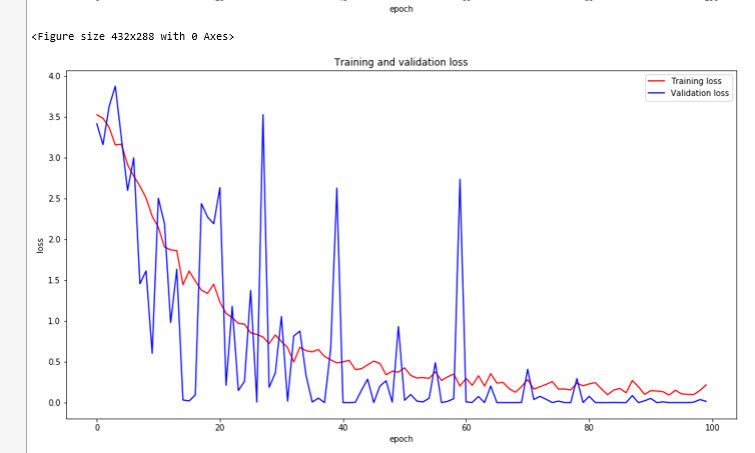 epoch
<Figure size 432x288 with 0 Axes>
Training and validation loss
Training loss
Validation loss
4.0
3.5
3.0
2.5
2.0
1.5
1.0
0.5
0.0
loss
0 20 40 60 80 100
epoch